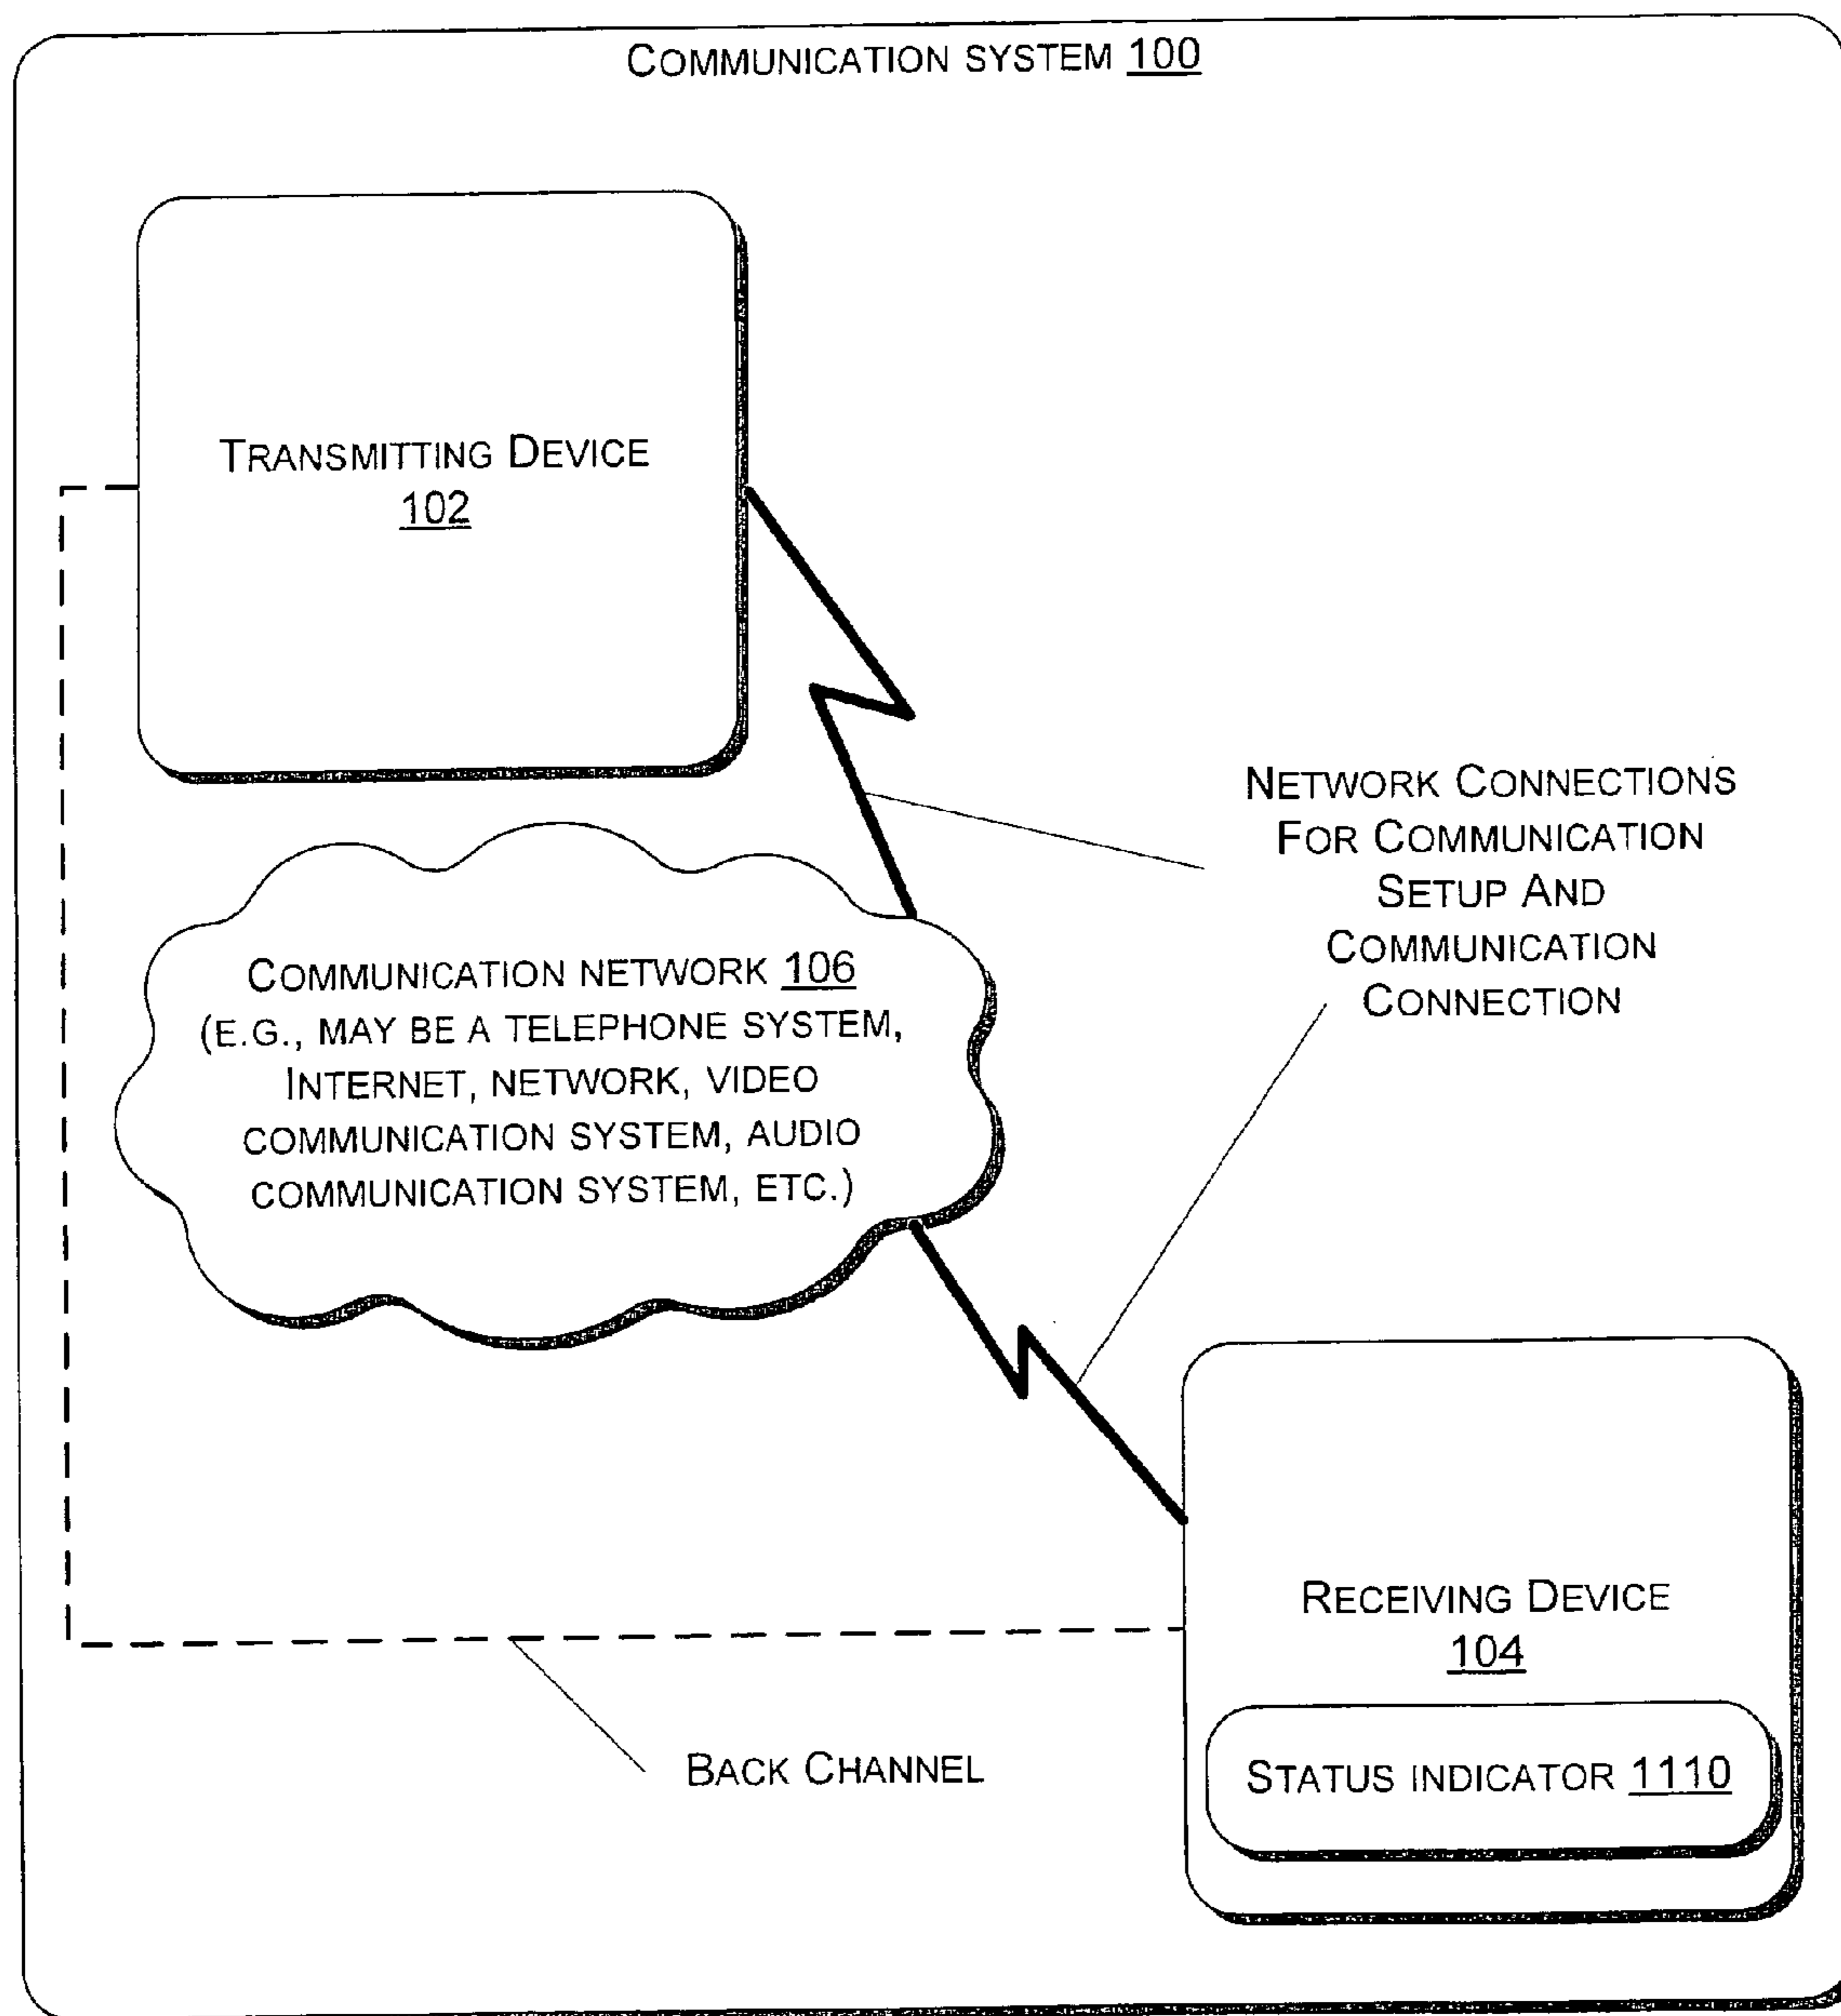 COMMUNICATION SYSTEM 100
TRANSMITTING DEVICE
102
NETWORK CONNECTIONS
FOR COMMUNICATION
SETUP AND
COMMUNICATION
CONNECTION
COMMUNICATION NETWORK 106
(E.G., MAY BE A TELEPHONE SYSTEM,
INTERNET, NETWORK, VIDEO
COMMUNICATION SYSTEM, AUDIO
COMMUNICATION SYSTEM, ETC.)
RECEIVING DEVICE
104
STATUS INDICATOR 1110
BACK CHANNEL